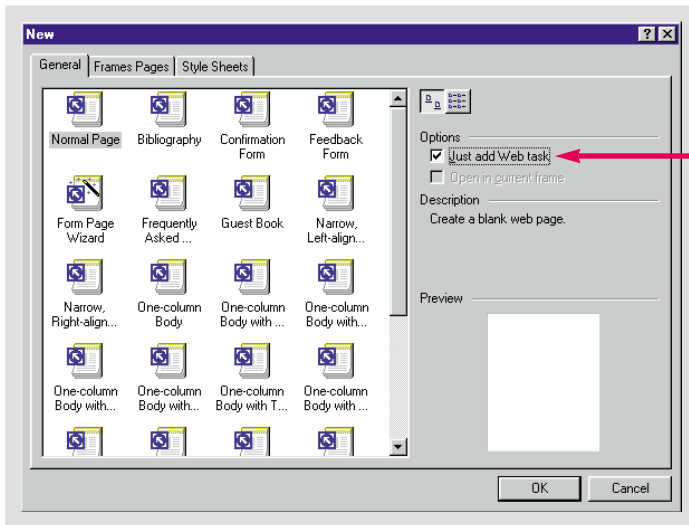 New
General
Frames Pages
Style Sheets
Normal Page
Bibliography
Confirmation
Form
Feedback
Form
Form Page
Wizard
Frequently
Asked ...
Guest Book
Narrow,
Left-align...
Narrow,
Right-align...
One-column
Body
One-column
Body with ...
One-column
Body with...
One-column
Body with...
One-column
Body with...
One-column
Body with T...
One-column
Body with ...
Options
Just add Web task
Open in current frame
Description
Create a blank web page.
Preview
OK
Cancel